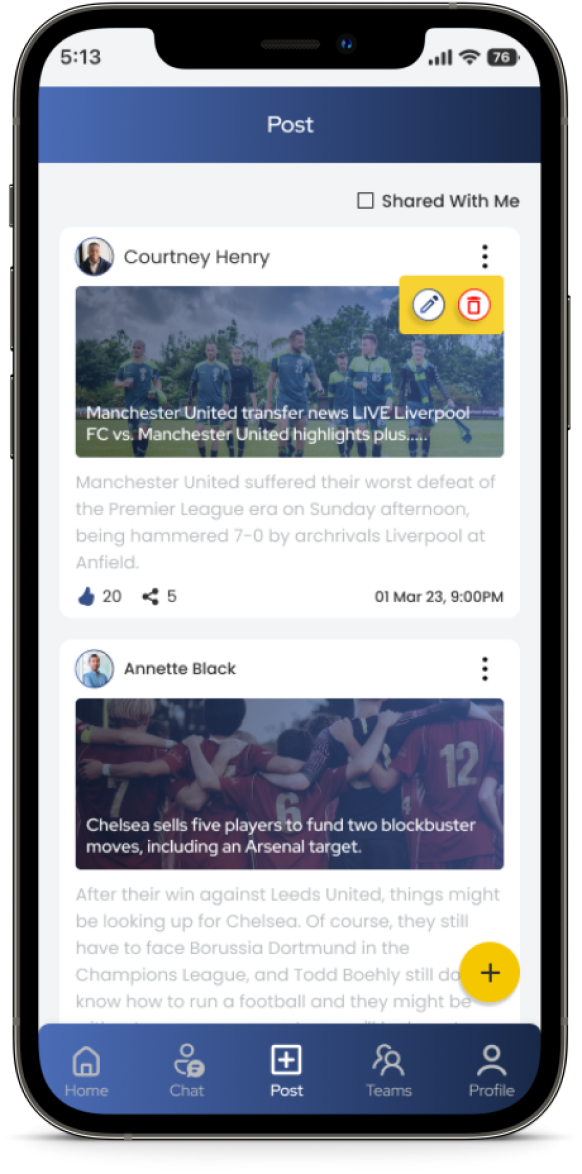 5:13
76
Post
Shared With Me
Courtney Henry
Manchester United transfer news LIVE Liverpool
FC vs. Manchester United highlights plus.....
Manchester United suffered their worst defeat of
the Premier League era on Sunday afternoon,
being hammered 7-0 by archrivals Liverpool at
Anfield.
20
5
01 Mar 23, 9:00PM
Annette Black
7
6
12
Chelsea sells five players to fund two blockbuster
moves, including an Arsenal target.
After their win against Leeds United, things might
be looking up for Chelsea. Of course, they still
have to face Borussia Dortmund in the
Champions League, and Todd Boehly still
know how to run a football and they might be
Home
Chat
Post
Teams
Profile